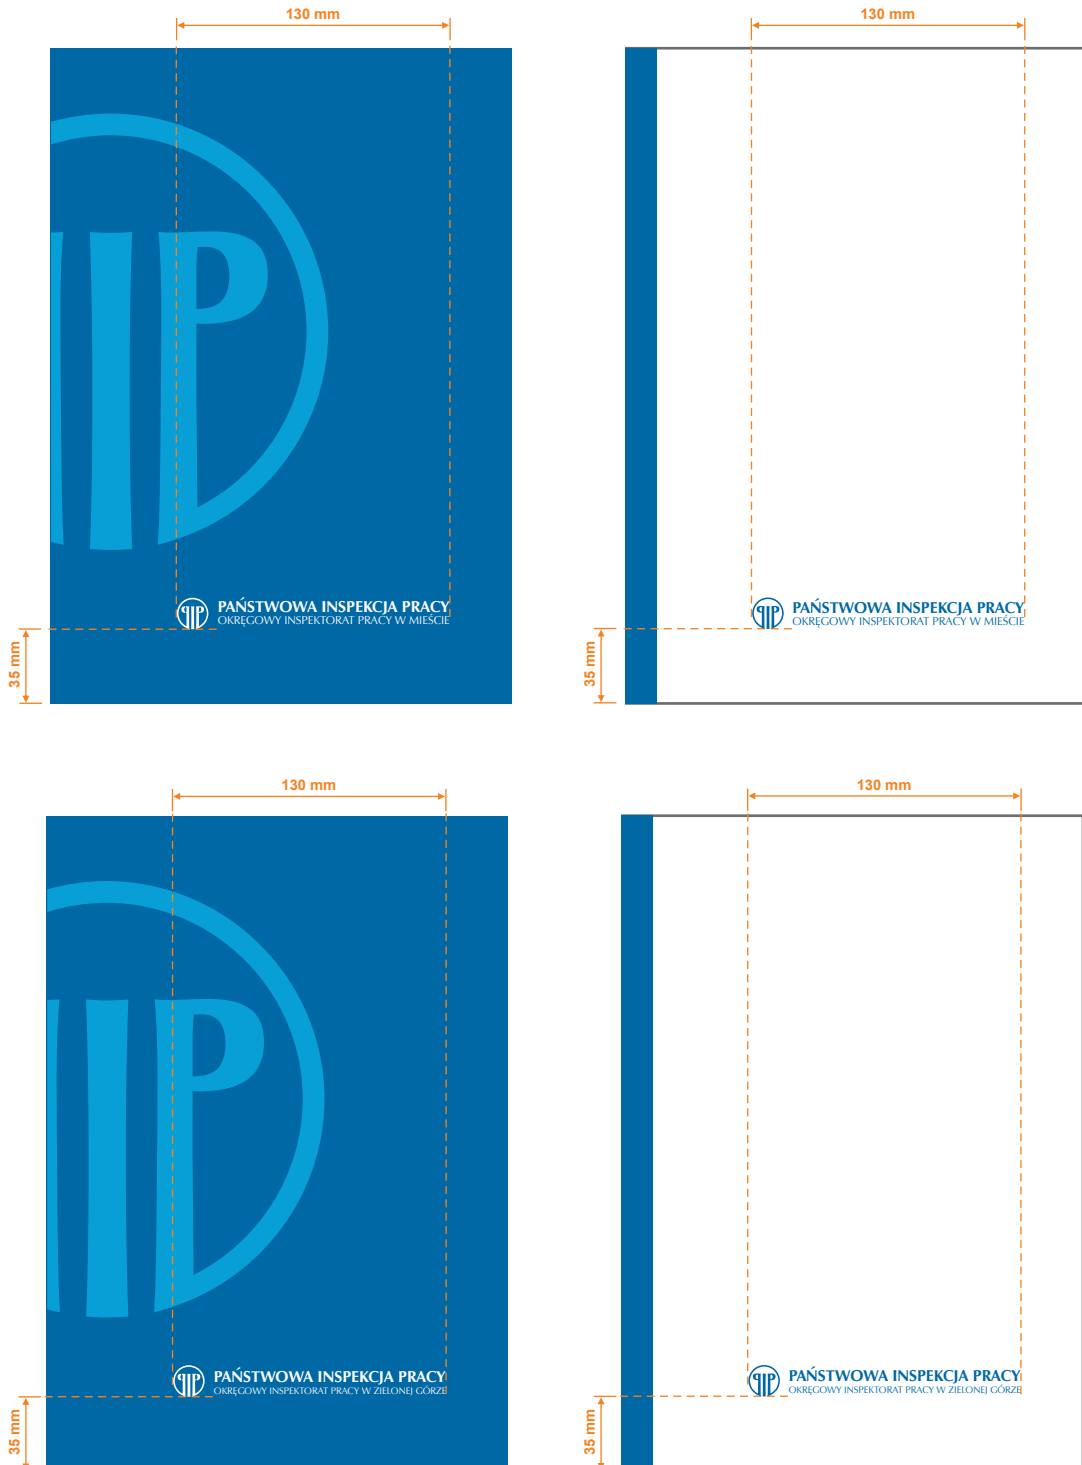 130 mm
130 mm
PAŃSTWOWA INSPEKCJA PRACY
OKRĘGOWY INSPEKTORAT PRACY W MIEŚCIE
35 mm
PAŃSTWOWA INSPEKCJA PRACY
OKRĘGOWY INSPEKTORAT PRACY W MIEŚCIE
35 mm
130 mm
130 mm
PAŃSTWOWA INSPEKCJA PRACY
OKRĘGOWY INSPEKTORAT PRACY W ZIELONEJ GÓRZE
35 mm
PAŃSTWOWA INSPEKCJA PRACY
OKRĘGOWY INSPEKTORAT PRACY W ZIELONEJ GÓRZE
35 mm